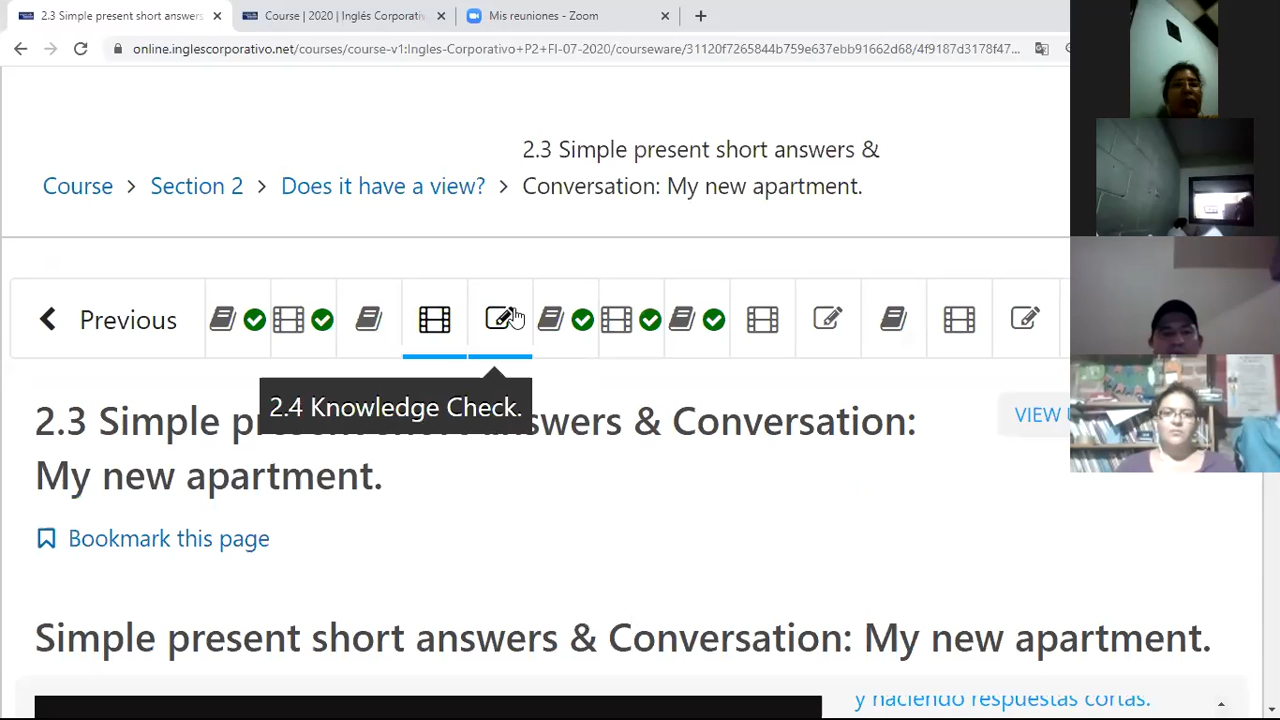 2.3 Simple present short answers
Course | 2020 | Inglés Corporativ
Mis reuniones - Zoom
online.inglescorporativo.net/courses/course-v1:Ingles-Corporativo+P2+FI-07-2020/courseware/31120f7265844b759e637ebb91662d68/4f9187d3178f47...
2.3 Simple present short answers &
Course > Section 2 > Does it have a view? > Conversation: My new apartment.
Previous
2.4 Knowledge Check.
2.3 Simple present short answers & Conversation:
My new apartment.
VIEW
Bookmark this page
Simple present short answers & Conversation: My new apartment.
y haciendo respuestas cortas.